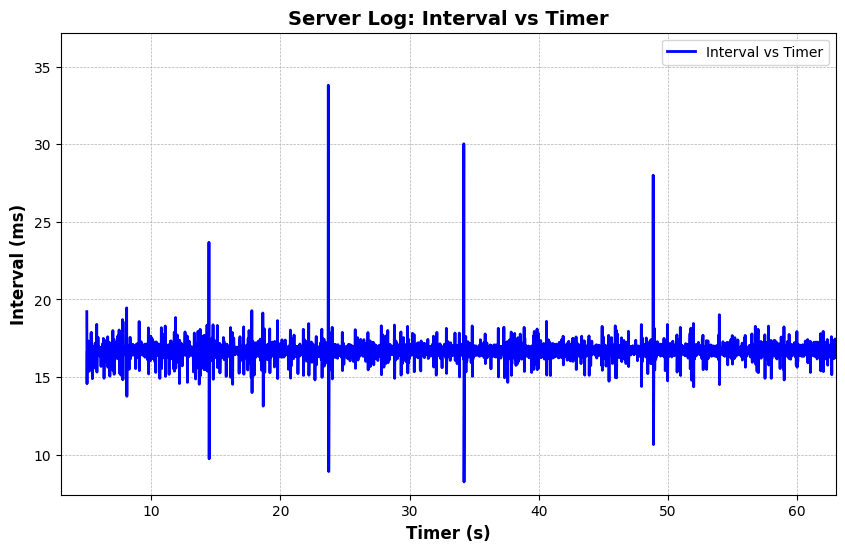 Server Log: Interval vs Timer
Interval vs Timer
35
30
25
20
15
10
Interval (ms)
10 20 30 40 50 60
Timer (s)